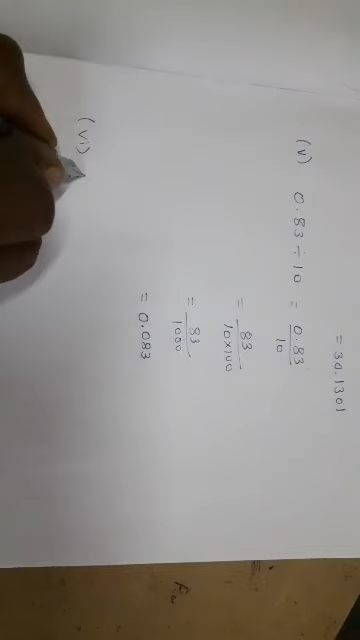 = 30.1301
(v) 0.83 ÷ 10 = 0.83/10
= 83/10×100
= 83/1000
= 0.083
(vi)